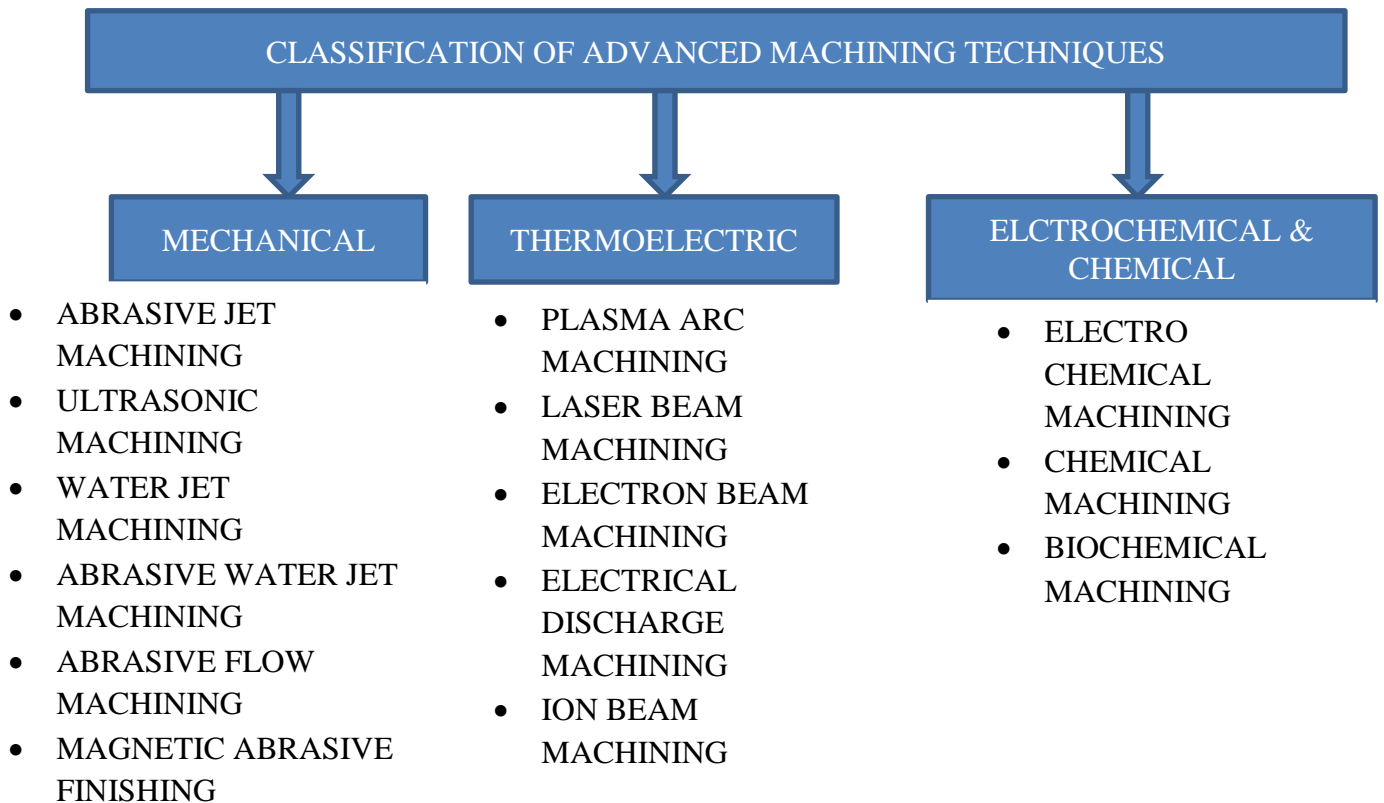 CLASSIFICATION OF ADVANCED MACHINING TECHNIQUES
MECHANICAL
• ABRASIVE JET
MACHINING
• ULTRASONIC
MACHINING
• WATER JET
MACHINING
• ABRASIVE WATER JET
MACHINING
• ABRASIVE FLOW
MACHINING
• MAGNETIC ABRASIVE
FINISHING
THERMOELECTRIC
• PLASMA ARC
MACHINING
• LASER BEAM
MACHINING
• ELECTRON BEAM
MACHINING
• ELECTRICAL
DISCHARGE
MACHINING
• ION BEAM
MACHINING
ELCTROCHEMICAL &
CHEMICAL
• ELECTRO
CHEMICAL
MACHINING
• CHEMICAL
MACHINING
• BIOCHEMICAL
MACHINING